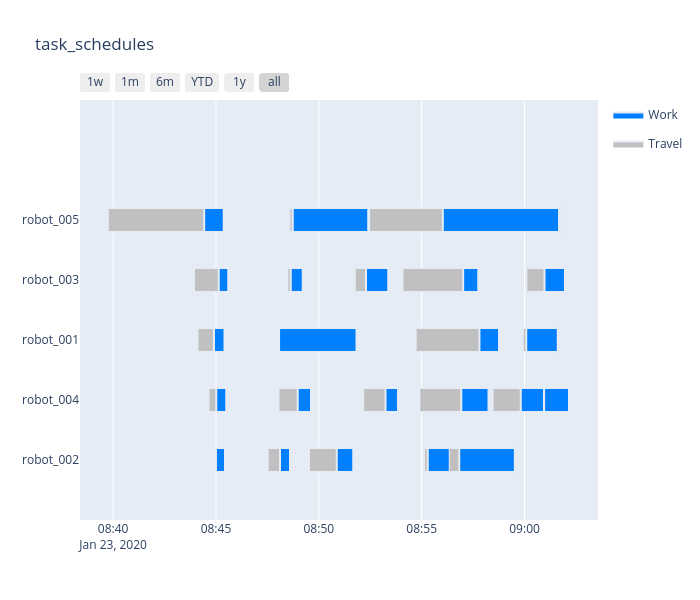 task_schedules
1w 1m 6m YTD 1y all
Work
Travel
robot_005
robot_003
robot_001
robot_004
robot_002
08:40 08:45 08:50 08:55 09:00
Jan 23, 2020